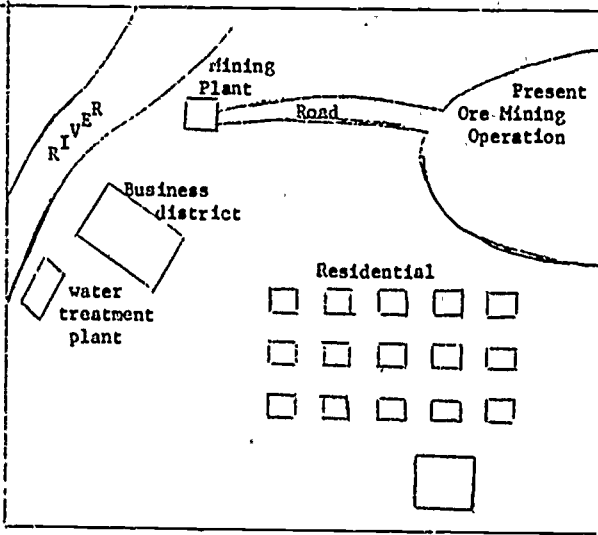 Mining
Plant
Road
Present
Ore Mining
Operation
RIVER
Business
district
Residential
water
treatment
plant